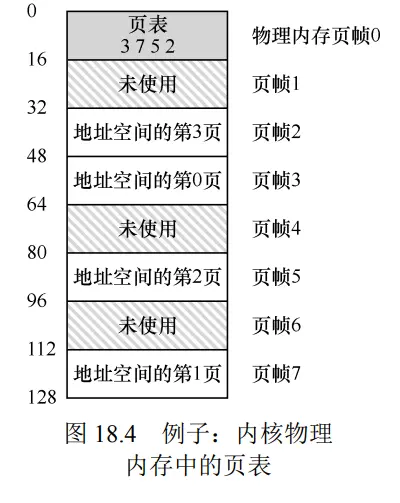 0
页表
3 7 5 2
物理内存页帧0
16
未使用
页帧1
32
地址空间的第3页
页帧2
48
地址空间的第0页
页帧3
64
未使用
页帧4
80
地址空间的第2页
页帧5
96
未使用
页帧6
112
地址空间的第1页
页帧7
128
图 18.4 例子：内核物理
内存中的页表